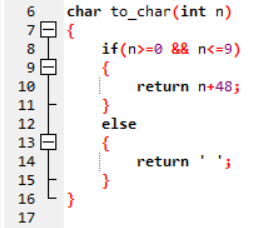 6 char to_char(int n)
7 {
8 if(n>=0 && n<=9)
9 {
10 return n+48;
11 }
12 else
13 {
14 return ' ';
15 }
16 }
17